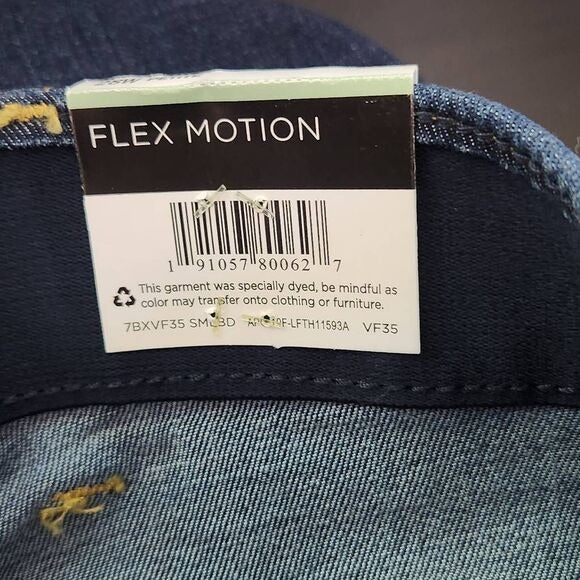 FLEX MOTION
1 91057 80062 7
This garment was specially dyed, be mindful as
color may transfer onto clothing or furniture.
7BXVF35 VF35